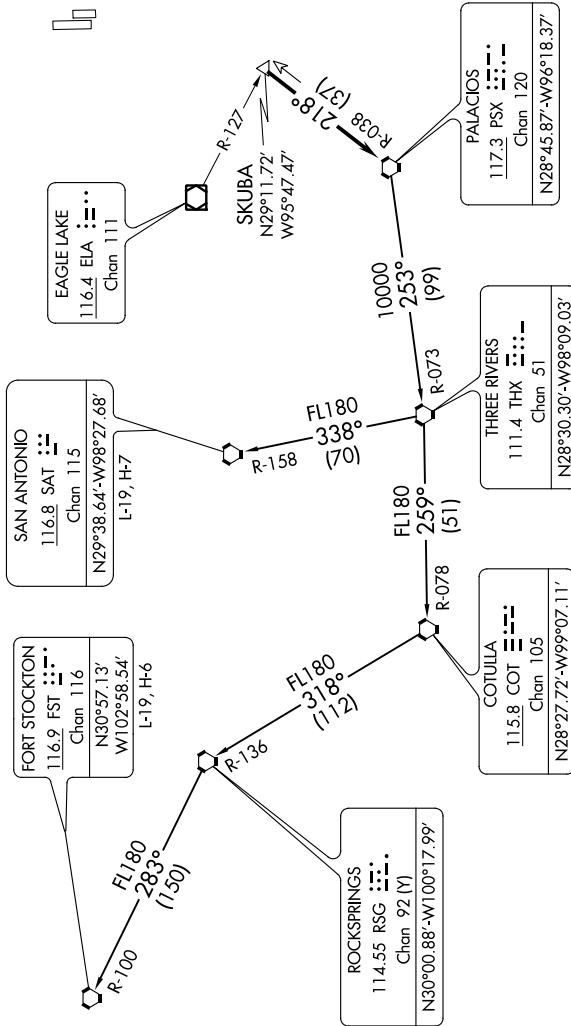 EAGLE LAKE
116.4 ELA
Chan 111
R-127
SKUBA
N29°11.72'
W95°47.47'
218°
(37)
R-038
PALACIOS
117.3 PSX
Chan 120
N28°45.87'-W96°18.37'
10000
253°
(99)
R-073
THREE RIVERS
111.4 THX
Chan 51
N28°30.30'-W98°09.03'
SAN ANTONIO
116.8 SAT
Chan 115
N29°38.64'-W98°27.68'
L-19, H-7
FL180
338°
(70)
R-158
FL180
259°
(51)
R-078
COTULLA
115.8 COT
Chan 105
N28°27.72'-W99°07.11'
FL180
318°
(112)
R-136
ROCKSPRINGS
114.55 RSG
Chan 92 (Y)
N30°00.88'-W100°17.99'
FL180
283°
(150)
R-100
FORT STOCKTON
116.9 FST
Chan 116
N30°57.13'
W102°58.54'
L-19, H-6